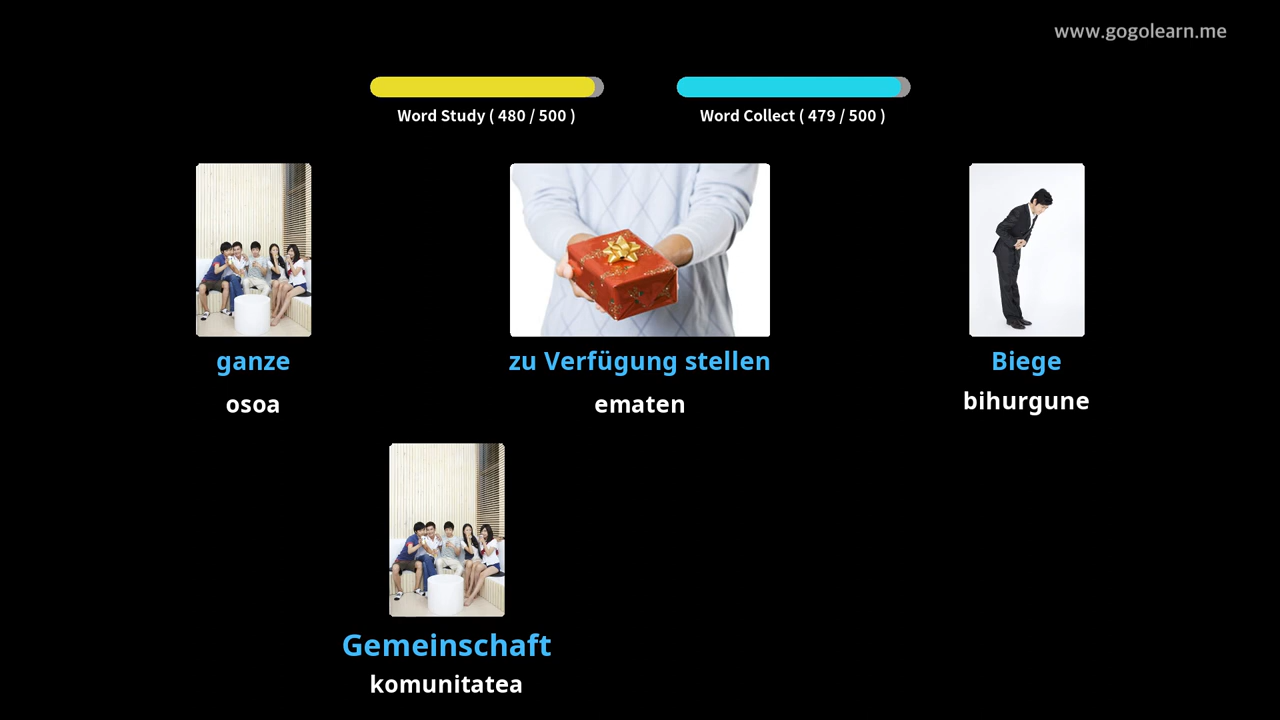 www.gogolearn.me
Word Study ( 480 / 500 )
Word Collect ( 479 / 500 )
ganze
zu Verfügung stellen
Biege
osoa
ematen
bihurgune
Gemeinschaft
komunitatea